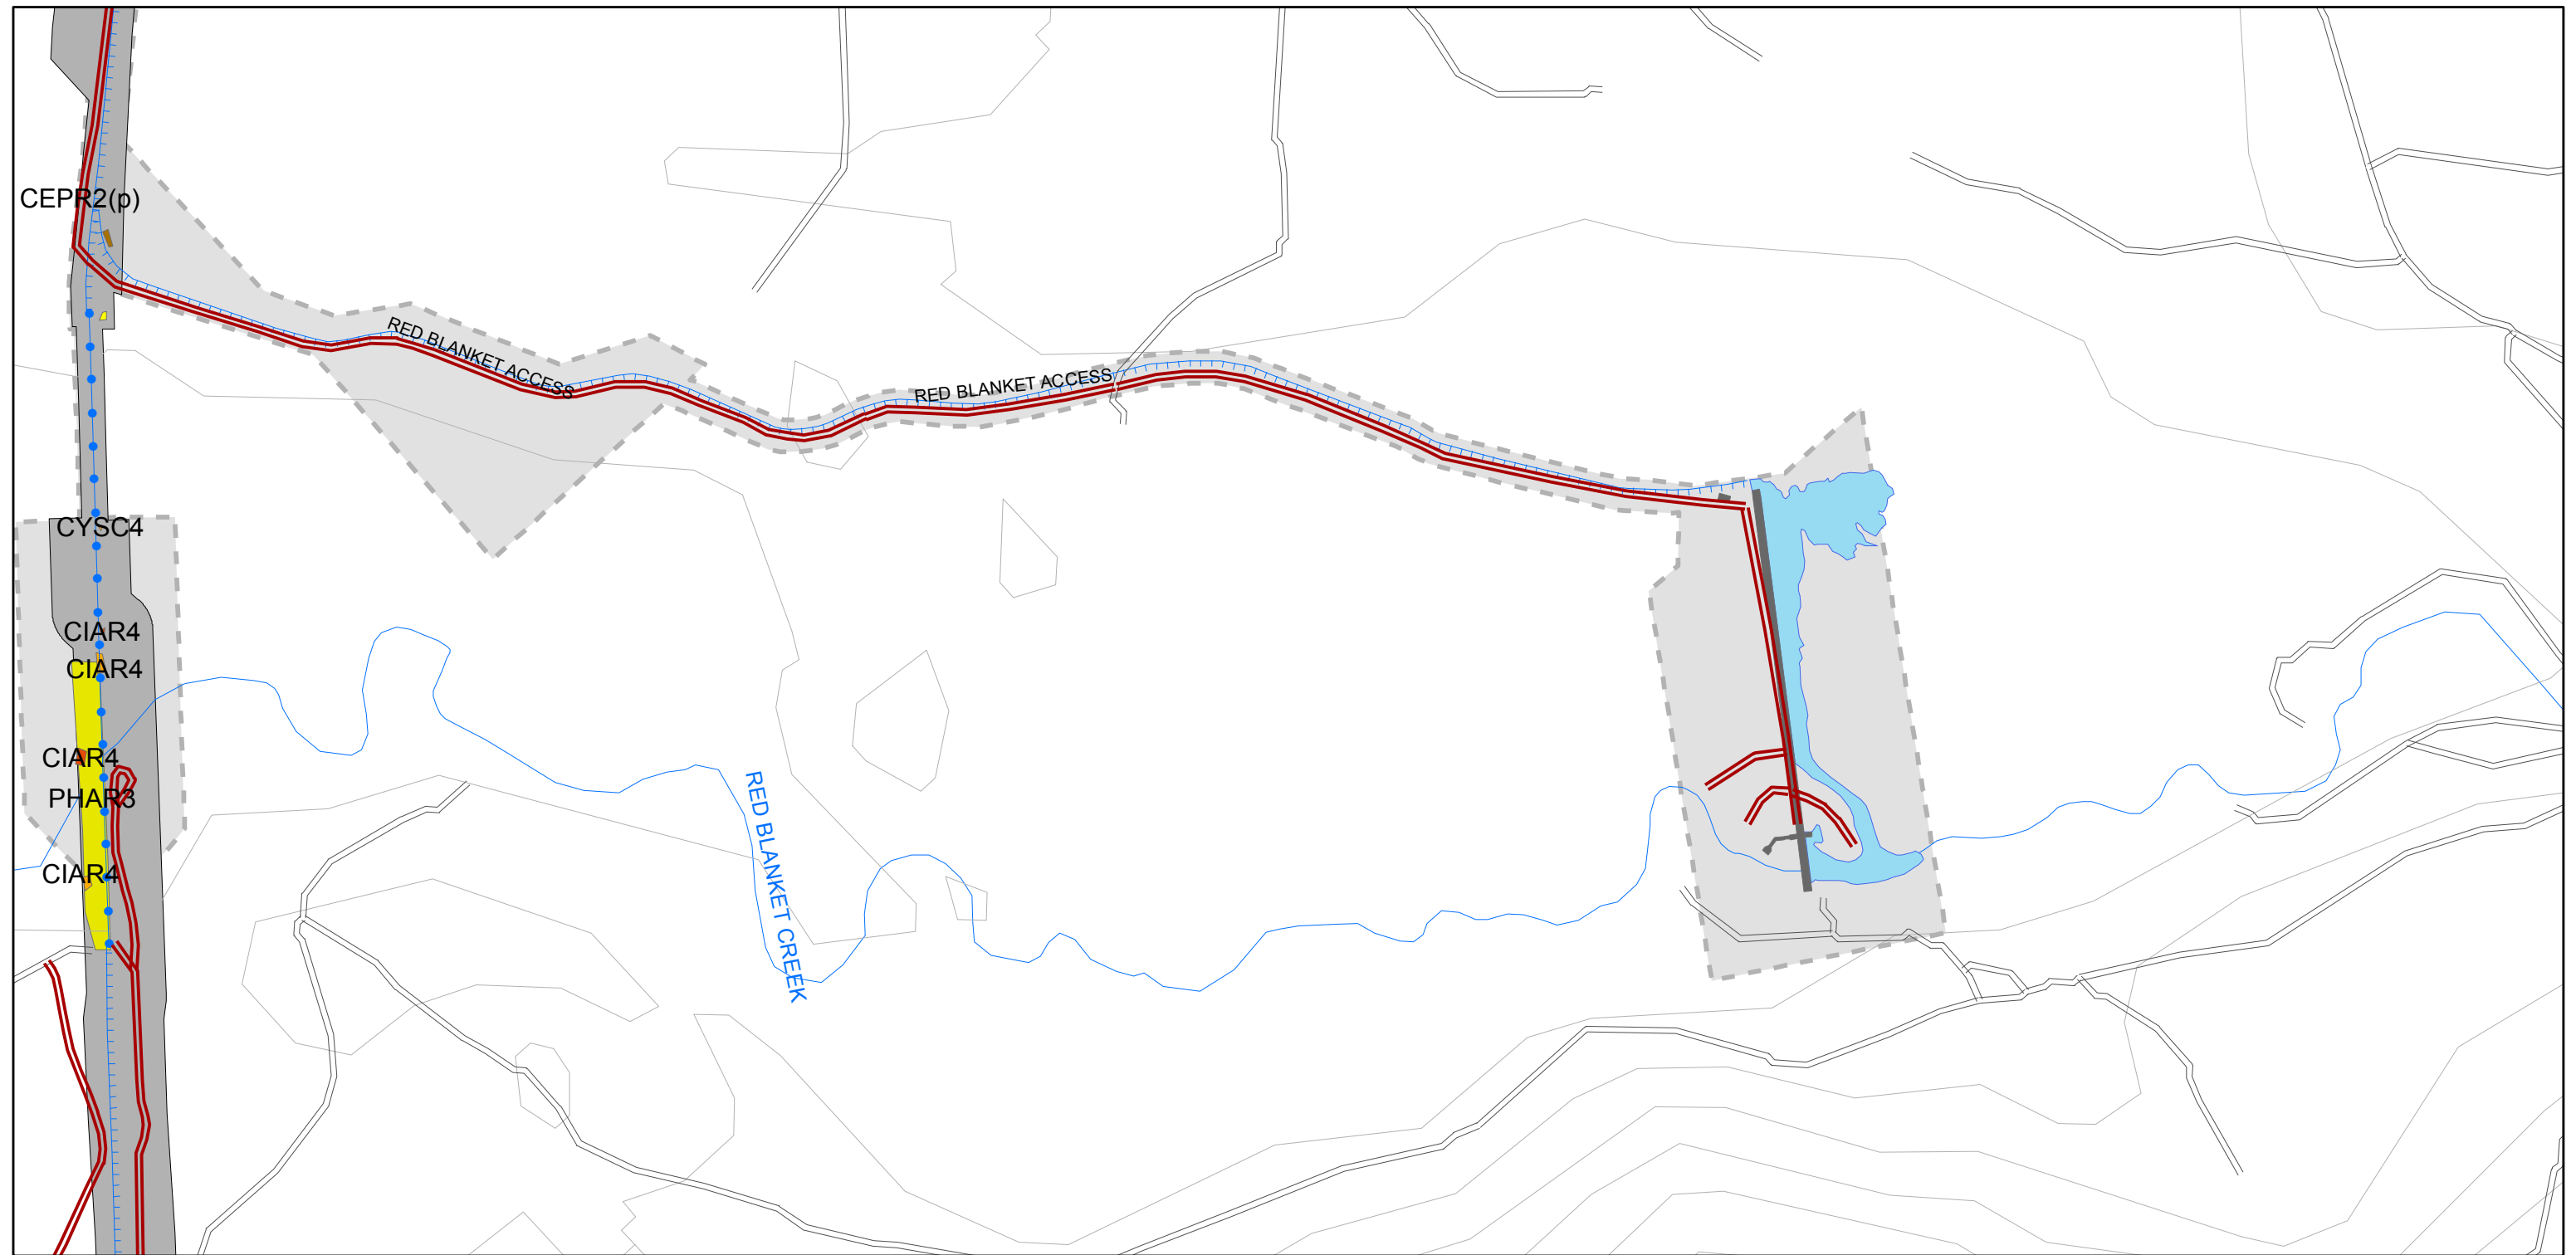 CEPR2(p)
RED BLANKET ACCESS
RED BLANKET ACCESS
CYSC4
CIAR4
CIAR4
CIAR4
PHAR3
CIAR4
RED BLANKET CREEK